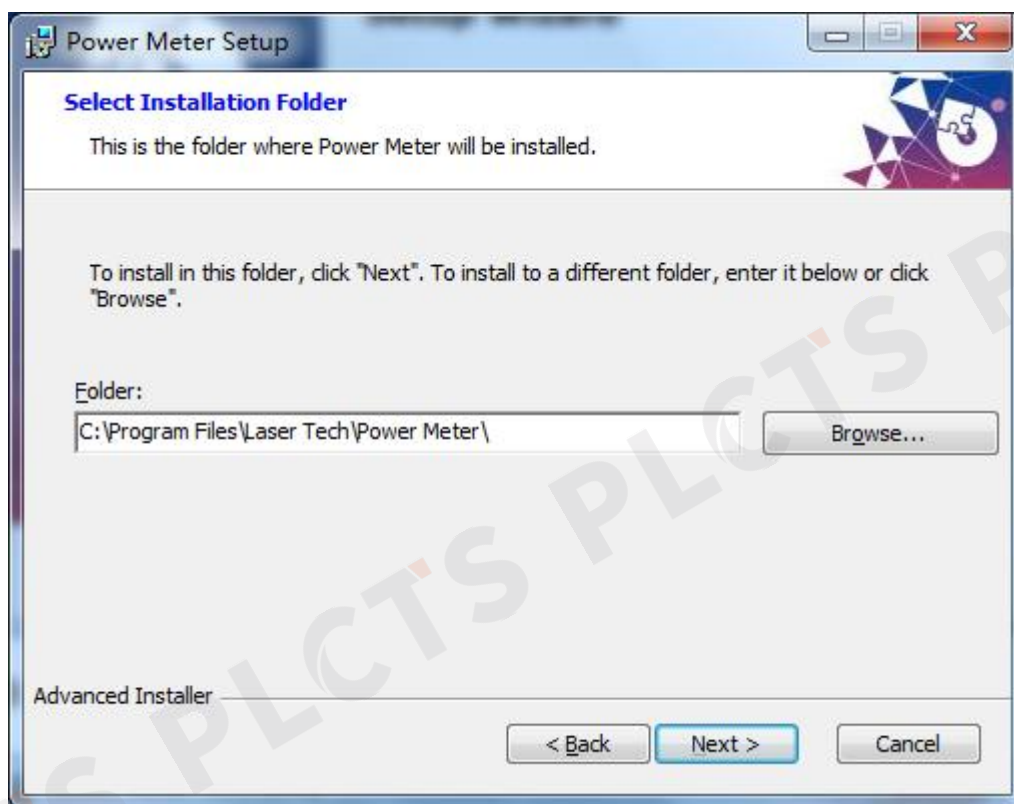 Setup Wizard
Power Meter Setup
Select Installation Folder
This is the folder where Power Meter will be installed.
To install in this folder, click "Next". To install to a different folder, enter it below or click
"Browse".
Folder:
C:\Program Files\Laser Tech\Power Meter\
Browse...
PLCTS PLCTS P
Advanced Installer
< Back
Next >
Cancel